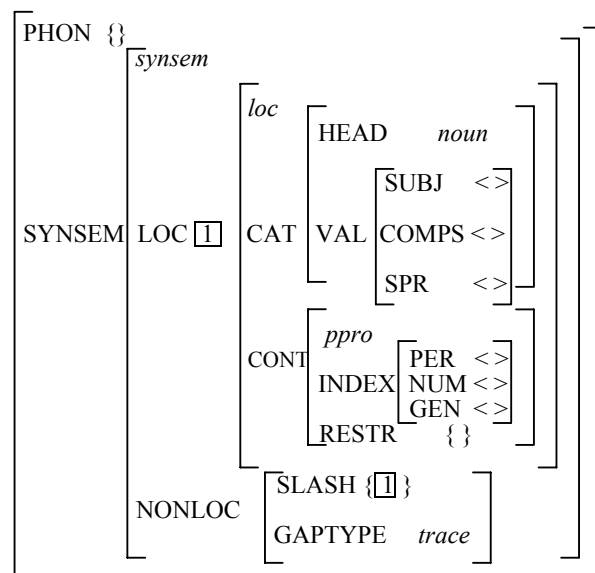 PHON {}
synsem
loc
HEAD noun
SUBJ < >
SYNSEM LOC 1 CAT VAL COMPS < >
SPR < >
ppro
CONT PER < >
INDEX NUM < >
GEN < >
RESTR { }
SLASH { 1 }
NONLOC
GAPTYPE trace